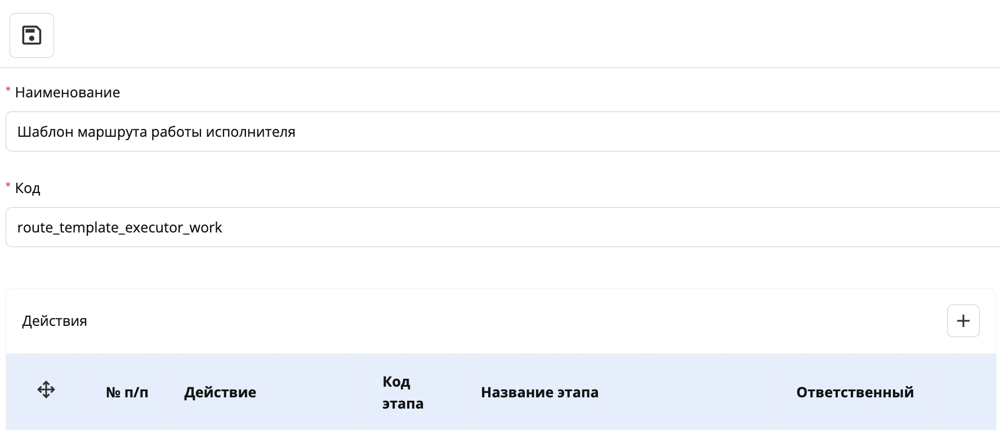 * Наименование
Шаблон маршрута работы исполнителя
* Код
route_template_executor_work
Действия
№ п/п Действие Код этапа Название этапа Ответственный